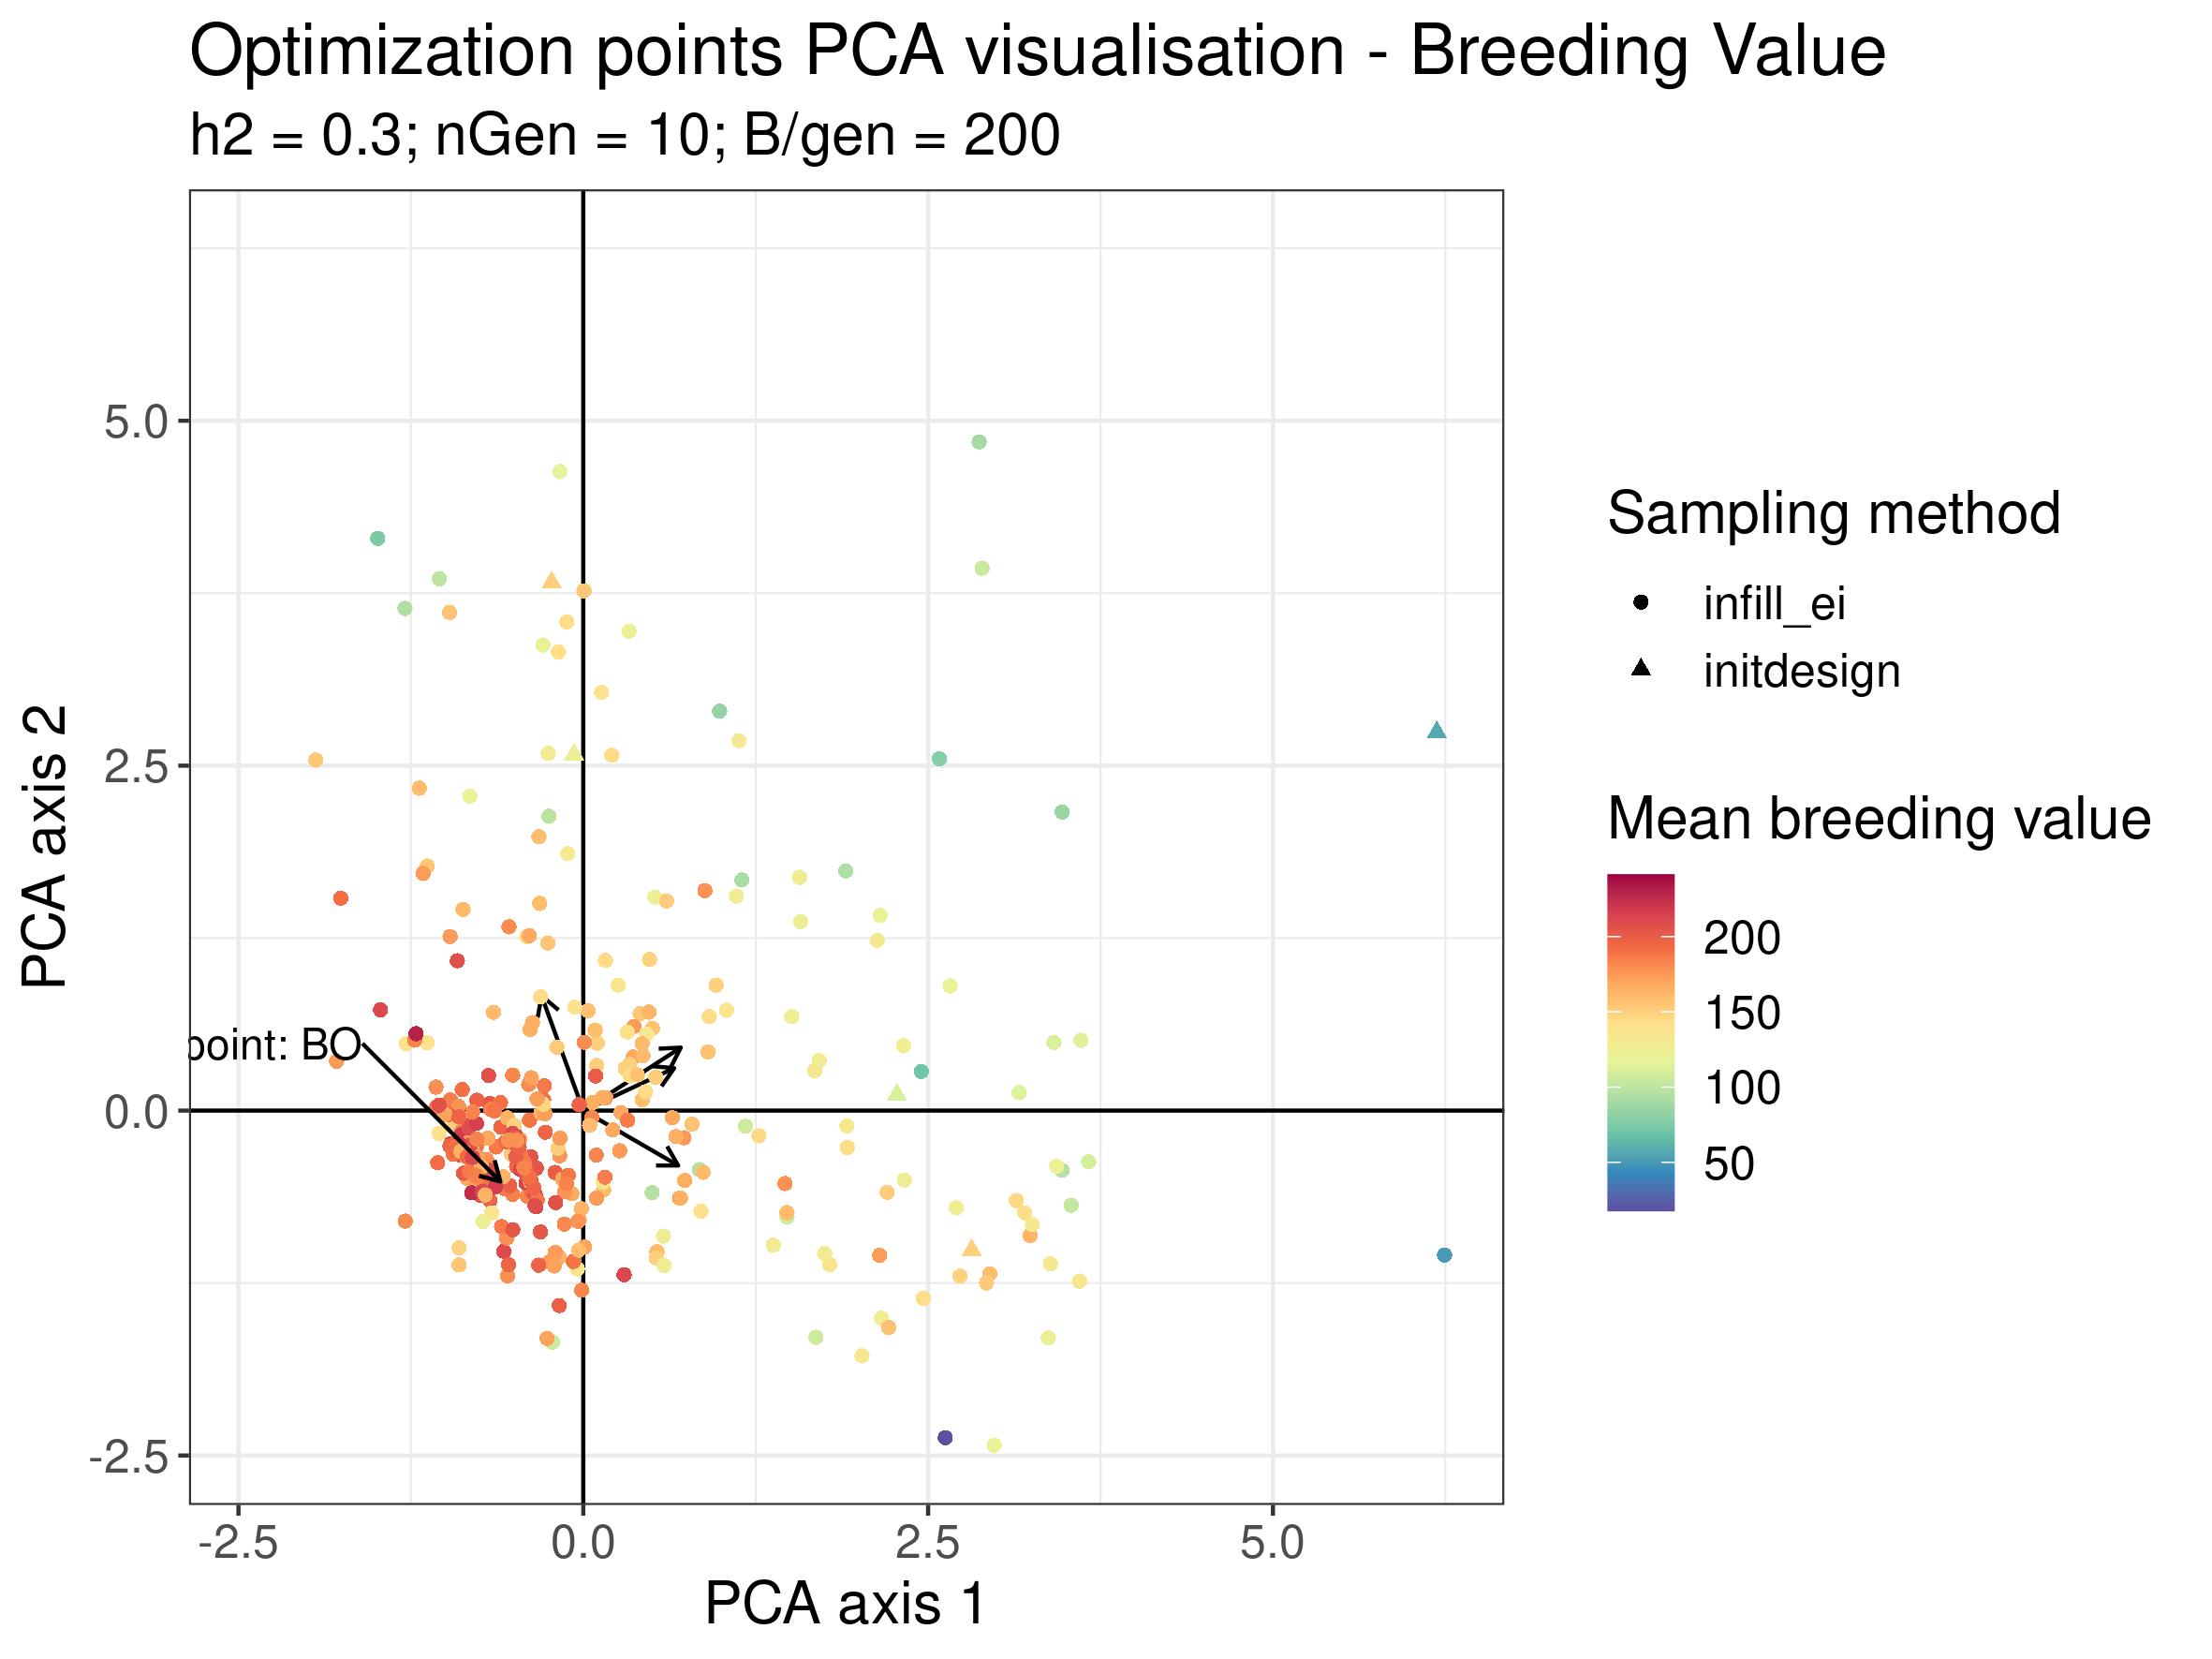 Optimization points PCA visualisation - Breeding Value
h2 = 0.3; nGen = 10; B/gen = 200
PCA axis 2
5.0
2.5
0.0
-2.5
point: BO
-2.5
0.0
2.5
5.0
PCA axis 1
Sampling method
infill_ei
initdesign
Mean breeding value
200
150
100
50